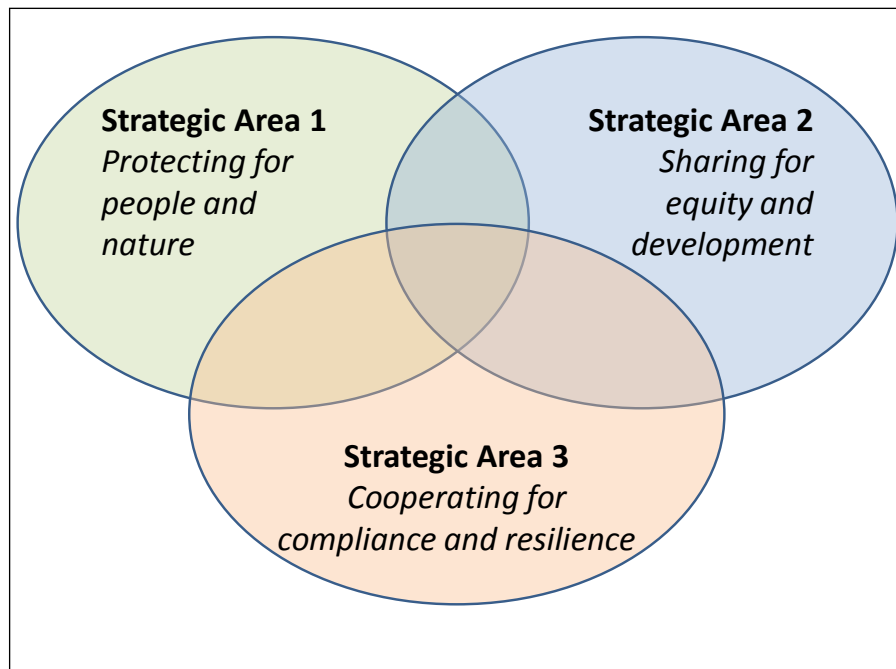 Strategic Area 1
Protecting for
people and
nature
Strategic Area 2
Sharing for
equity and
development
Strategic Area 3
Cooperating for
compliance and resilience